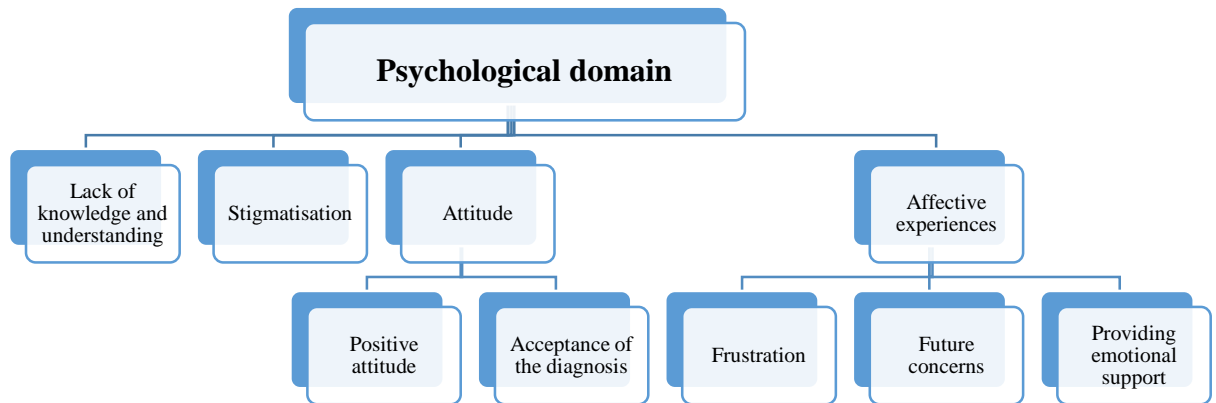 Psychological domain
Lack of
knowledge and
understanding
Stigmatisation
Attitude
Affective
experiences
Positive
attitude
Acceptance of
the diagnosis
Frustration
Future
concerns
Providing
emotional
support